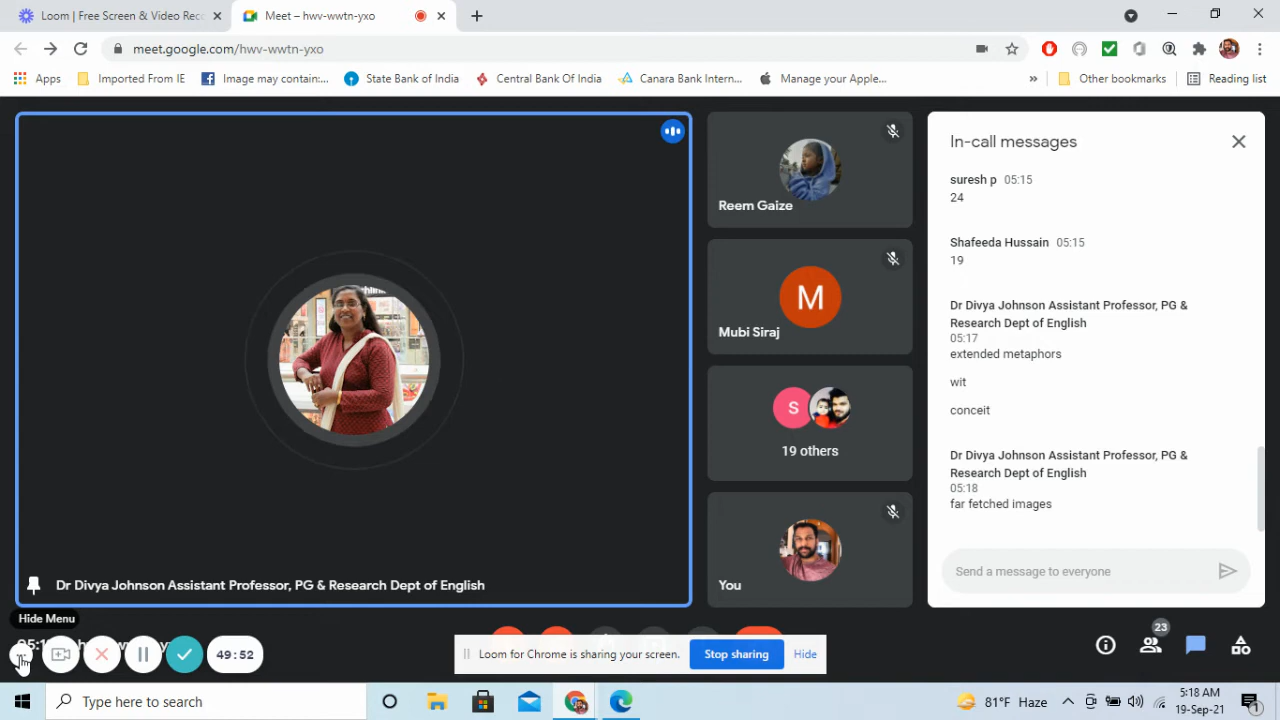 Loom | Free Screen & Video Reco
Meet – hwv-wwtn-yxo
meet.google.com/hwv-wwtn-yxo
Apps
Imported From IE
Image may contain:...
State Bank of India
Central Bank Of India
Canara Bank Intern...
Manage your Apple...
»
Other bookmarks
Reading list
Reem Gaize
M
Mubi Siraj
S
19 others
You
Dr Divya Johnson Assistant Professor, PG & Research Dept of English
In-call messages
suresh p 05:15
24
Shafeeda Hussain 05:15
19
Dr Divya Johnson Assistant Professor, PG &
Research Dept of English
05:17
extended metaphors
wit
conceit
Dr Divya Johnson Assistant Professor, PG &
Research Dept of English
05:18
far fetched images
Send a message to everyone
Hide Menu
49:52
Loom for Chrome is sharing your screen.
Stop sharing
Hide
23
Type here to search
81°F Haze
5:18 AM
19-Sep-21
1